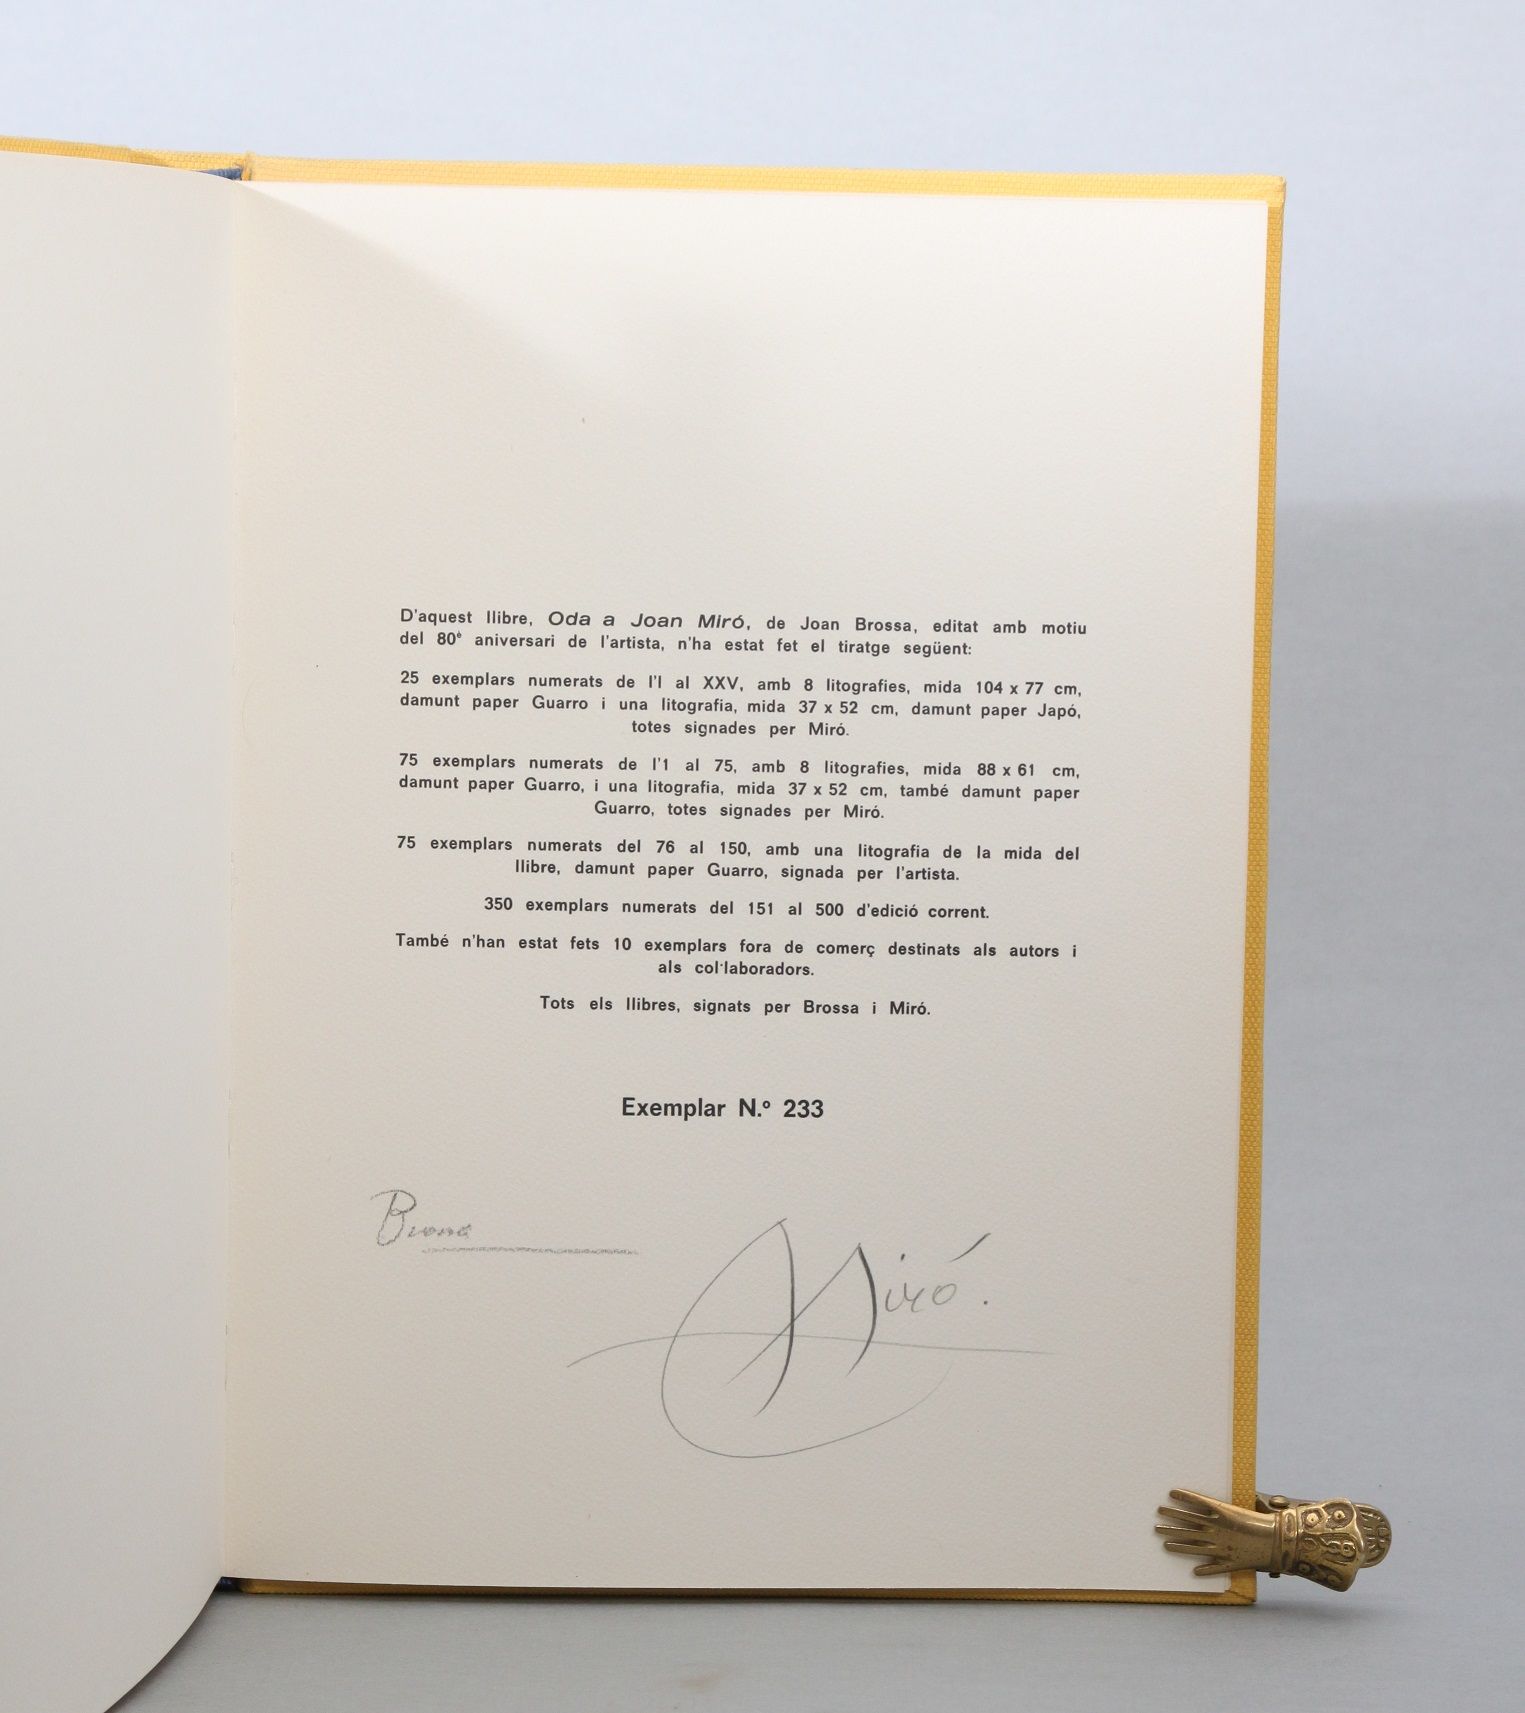 D'aquest llibre, Oda a Joan Miró, de Joan Brossa, editat amb motiu
del 80è aniversari de l'artista, n'ha estat fet el tiratge següent:
25 exemplars numerats de l'I al XXV, amb 8 litografies, mida 104 x 77 cm,
damunt paper Guarro i una litografia, mida 37 x 52 cm, damunt paper Japó,
totes signades per Miró.
75 exemplars numerats de l'1 al 75, amb 8 litografies, mida 88 x 61 cm,
damunt paper Guarro, i una litografia, mida 37 x 52 cm, també damunt paper
Guarro, totes signades per Miró.
75 exemplars numerats del 76 al 150, amb una litografia de la mida del
llibre, damunt paper Guarro, signada per l'artista.
350 exemplars numerats del 151 al 500 d'edició corrent.
També n'han estat fets 10 exemplars fora de comerç destinats als autors i
als col·laboradors.
Tots els llibres, signats per Brossa i Miró.
Exemplar N.º 233
Brossa
Miró.